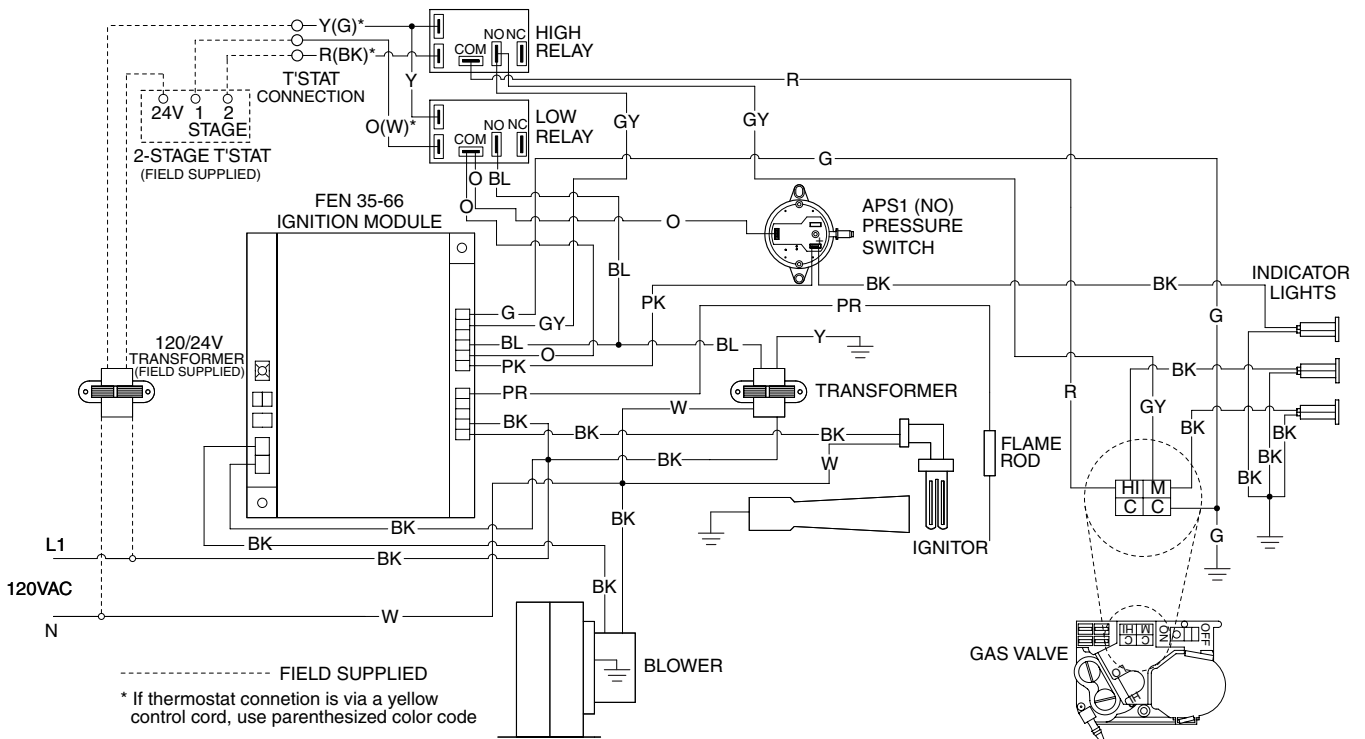 Y(G)*
R(BK)*
T'STAT
CONNECTION
24V 1 2
STAGE
2-STAGE T'STAT
(FIELD SUPPLIED)
Y
O(W)*
COM
NO NC
HIGH
RELAY
COM
NO NC
LOW
RELAY
R
GY
GY
G
O BL
O
O
FEN 35-66
IGNITION MODULE
APS1 (NO)
PRESSURE
SWITCH
BL
PK
BK
BK
INDICATOR
LIGHTS
PR
G
G
GY
BL
BL
Y
O
PK
120/24V
TRANSFORMER
(FIELD SUPPLIED)
PR
W
TRANSFORMER
BK
R
GY
BK
BK
BK
BK
W
BK
BK
BK
BK
FLAME
ROD
HI M
C C
IGNITOR
BK
BK
G
L1
BK
BK
120VAC
BK
N
W
BLOWER
GAS VALVE
HI M
C C
ON
OFF
FIELD SUPPLIED
* If thermostat connetion is via a yellow
control cord, use parenthesized color code